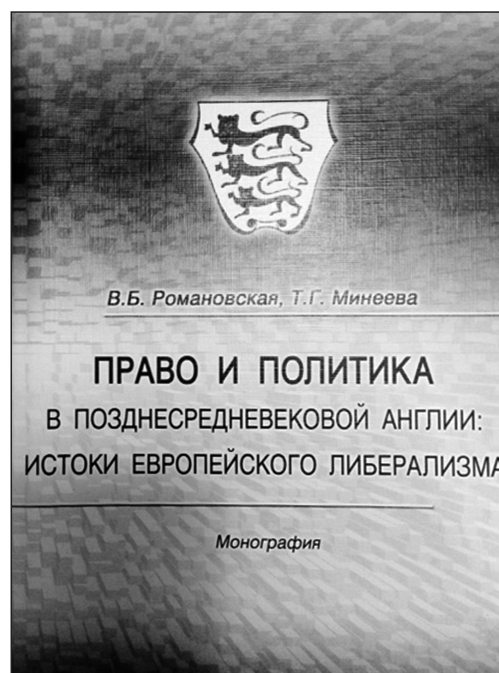 В.Б. Романовская, Т.Г. Минеева
ПРАВО И ПОЛИТИКА
В ПОЗДНЕСРЕДНЕВЕКОВОЙ АНГЛИИ:
ИСТОКИ ЕВРОПЕЙСКОГО ЛИБЕРАЛИЗМА
Монография